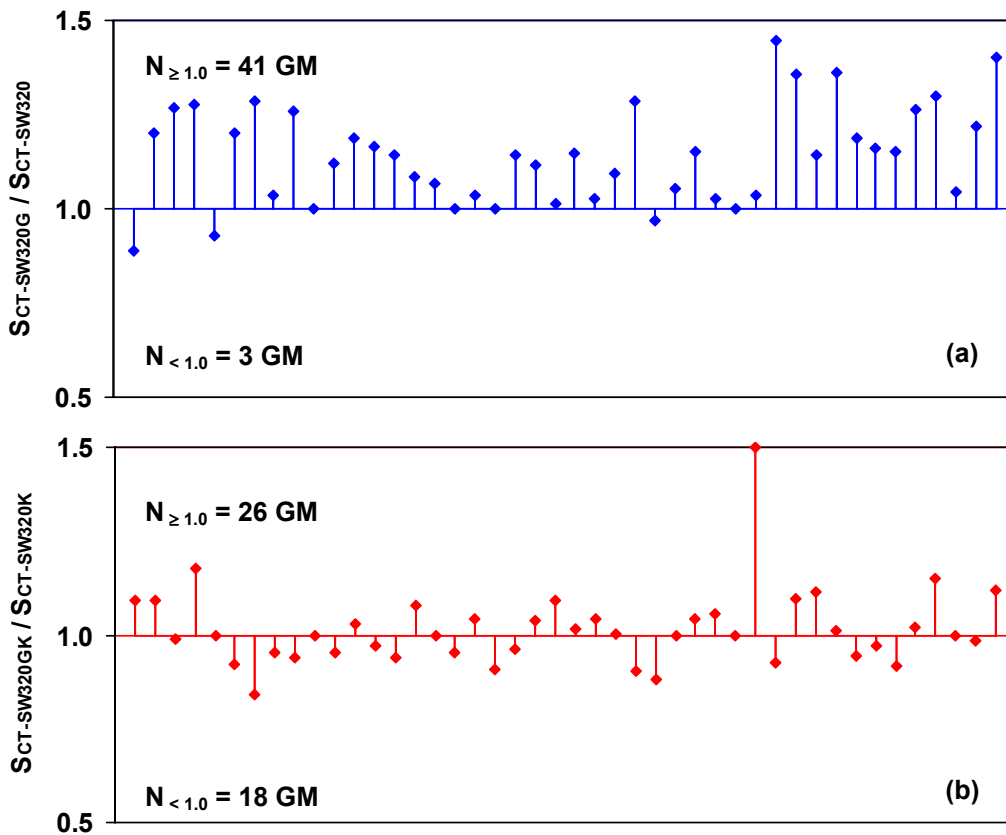 1.5
N ≥ 1.0 = 41 GM
SCT-SW320G / SCT-SW320
1.0
N < 1.0 = 3 GM
(a)
0.5
1.5
N ≥ 1.0 = 26 GM
SCT-SW320GK / SCT-SW320K
1.0
N < 1.0 = 18 GM
(b)
0.5